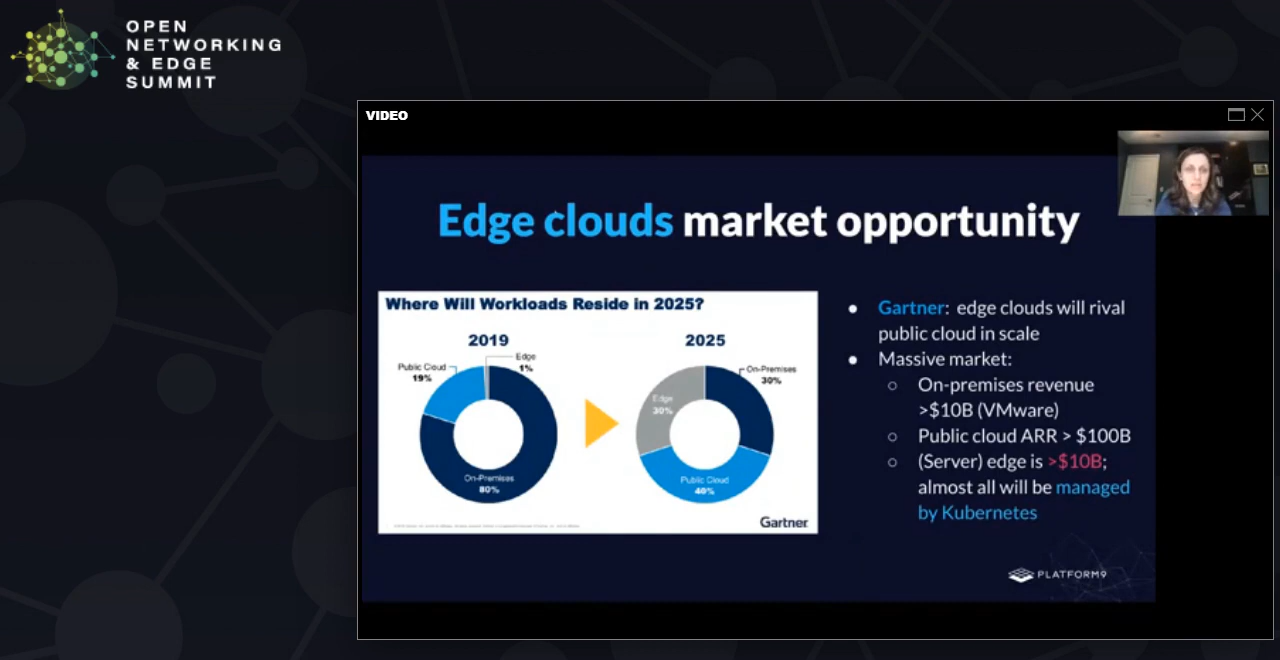 OPEN
NETWORKING
& EDGE
SUMMIT
VIDEO
Edge clouds market opportunity
Where Will Workloads Reside in 2025?
2019
2025
Public Cloud
19%
Edge
1%
On-Premises
80%
On-Premises
30%
Edge
30%
Public Cloud
40%
Gartner
● Gartner: edge clouds will rival
public cloud in scale
● Massive market:
○ On-premises revenue
>$10B (VMware)
○ Public cloud ARR > $100B
○ (Server) edge is >$10B;
almost all will be managed
by Kubernetes
PLATFORM9